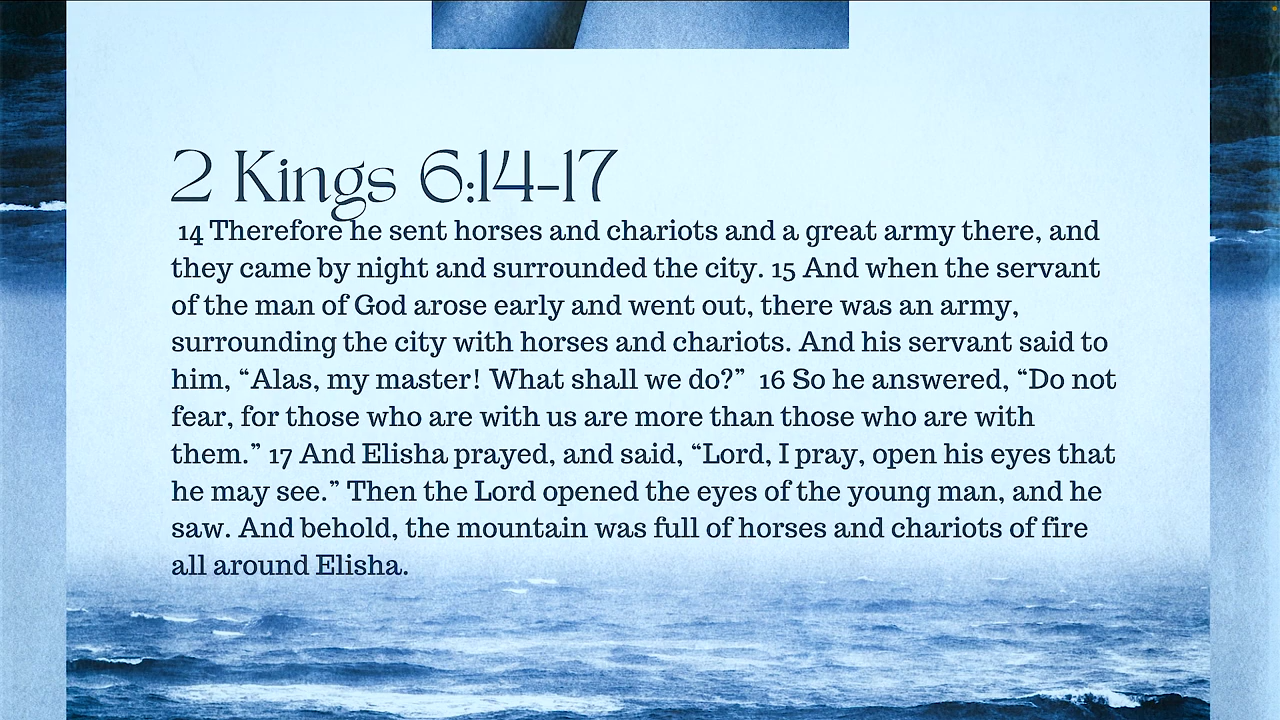 2 Kings 6:14-17
14 Therefore he sent horses and chariots and a great army there, and
they came by night and surrounded the city. 15 And when the servant
of the man of God arose early and went out, there was an army,
surrounding the city with horses and chariots. And his servant said to
him, “Alas, my master! What shall we do?”  16 So he answered, “Do not
fear, for those who are with us are more than those who are with
them.” 17 And Elisha prayed, and said, “Lord, I pray, open his eyes that
he may see.” Then the Lord opened the eyes of the young man, and he
saw. And behold, the mountain was full of horses and chariots of fire
all around Elisha.